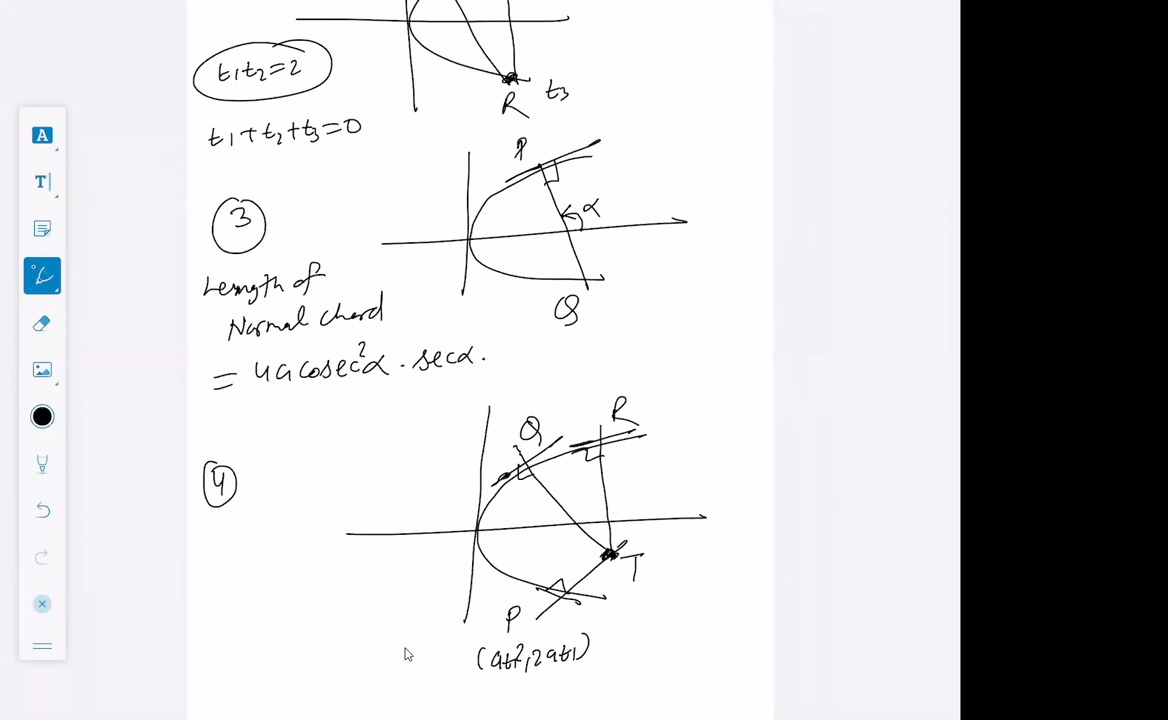 t1t2=2
R
t3
t1+t2+t3=0
P
3
α
Length of
Normal chord
Q
= 4a cosec²α . secα.
R
Q
4
T
P
(at1²,2at1)
A
T